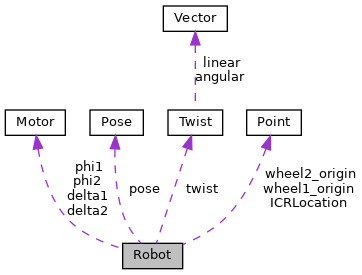 Vector
linear
angular
Motor
Pose
Twist
Point
phi1
phi2
delta1
delta2
pose
twist
wheel2_origin
wheel1_origin
ICRLocation
Robot